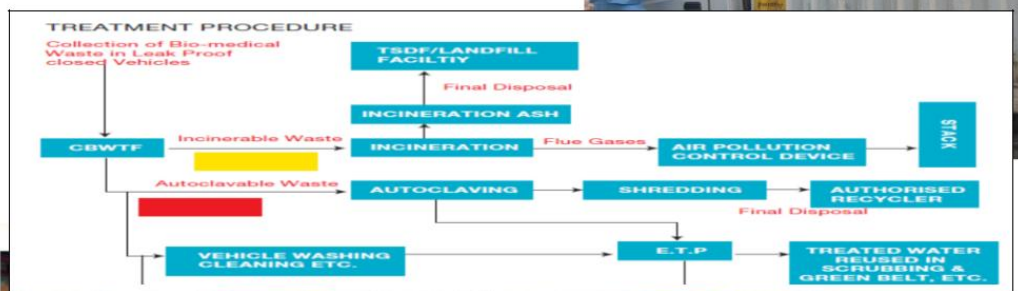 TREATMENT PROCEDURE
Collection of Bio-medical
Waste in Leak Proof
closed Vehicles
TSDF/LANDFILL
FACILTIY
Final Disposal
INCINERATION ASH
Incinerable Waste
Flue Gases
CBWTF
INCINERATION
AIR POLLUTION
CONTROL DEVICE
STACK
Autoclavable Waste
AUTOCLAVING
SHREDDING
AUTHORISED
RECYCLER
Final Disposal
VEHICLE WASHING
CLEANING ETC.
E.T.P
TREATED WATER
REUSED IN
SCRUBBING &
GREEN BELT, ETC.